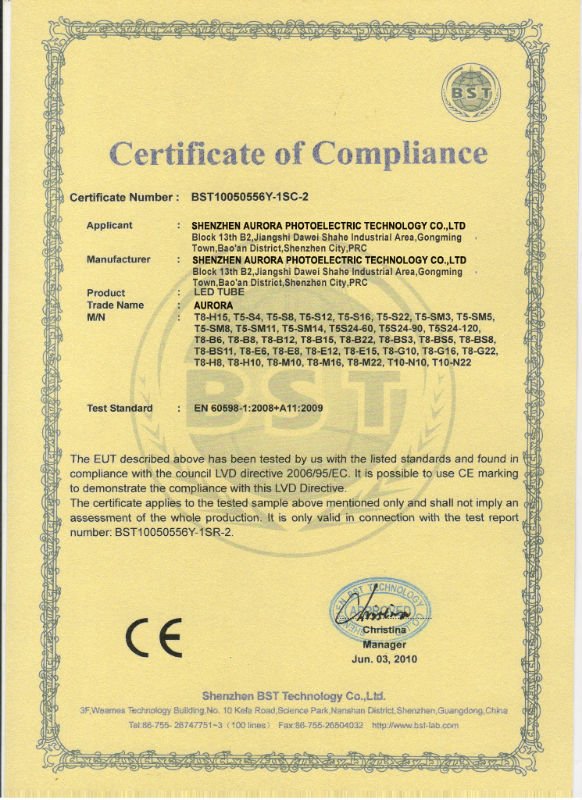 BST
Certificate of Compliance
Certificate Number : BST10050556Y-1SC-2
Applicant : SHENZHEN AURORA PHOTOELECTRIC TECHNOLOGY CO.,LTD
Block 13th B2,Jiangshi Dawei Shahe Industrial Area,Gongming
Town,Bao'an District,Shenzhen City,PRC
Manufacturer : SHENZHEN AURORA PHOTOELECTRIC TECHNOLOGY CO.,LTD
Block 13th B2,Jiangshi Dawei Shahe Industrial Area,Gongming
Town,Bao'an District,Shenzhen City,PRC
Product : LED TUBE
Trade Name : AURORA
M/N : T8-H15, T5-S4, T5-S8, T5-S12, T5-S16, T5-S22, T5-SM3, T5-SM5,
T5-SM8, T5-SM11, T5-SM14, T5S24-60, T5S24-90, T5S24-120,
T8-B6, T8-B8, T8-B12, T8-B15, T8-B22, T8-BS3, T8-BS5, T8-BS8,
T8-BS11, T8-E6, T8-E8, T8-E12, T8-E15, T8-G10, T8-G16, T8-G22,
T8-H8, T8-H10, T8-M10, T8-M16, T8-M22, T10-N10, T10-N22
BST
Test Standard : EN 60598-1:2008+A11:2009
The EUT described above has been tested by us with the listed standards and found in
compliance with the council LVD directive 2006/95/EC. It is possible to use CE marking
to demonstrate the compliance with this LVD Directive.
The certificate applies to the tested sample above mentioned only and shall not imply an
assessment of the whole production. It is only valid in connection with the test report
number: BST10050556Y-1SR-2.
BST TECHNOLOGY
APPROVED
Christina
Manager
Jun. 03, 2010
CE
Shenzhen BST Technology Co.,Ltd.
3F,Weames Technology Building,No. 10 Kefa Road,Science Park,Nanshan District,Shenzhen,Guangdong,China
Tel:86-755- 26747751~3 (100 lines) Fax:86-755-26504032 http://www.bst-lab.com